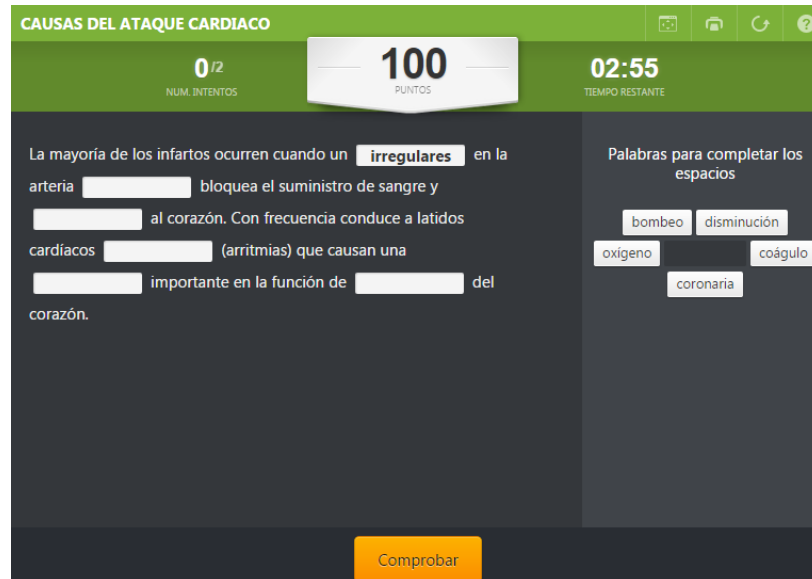 CAUSAS DEL ATAQUE CARDIACO
?
0/2
NUM. INTENTOS
100
PUNTOS
02:55
TIEMPO RESTANTE
La mayoría de los infartos ocurren cuando un irregulares en la
arteria bloquea el suministro de sangre y
al corazón. Con frecuencia conduce a latidos
cardíacos (arritmias) que causan una
importante en la función de del
corazón.
Palabras para completar los
espacios
bombeo disminución
oxígeno coágulo
coronaria
Comprobar